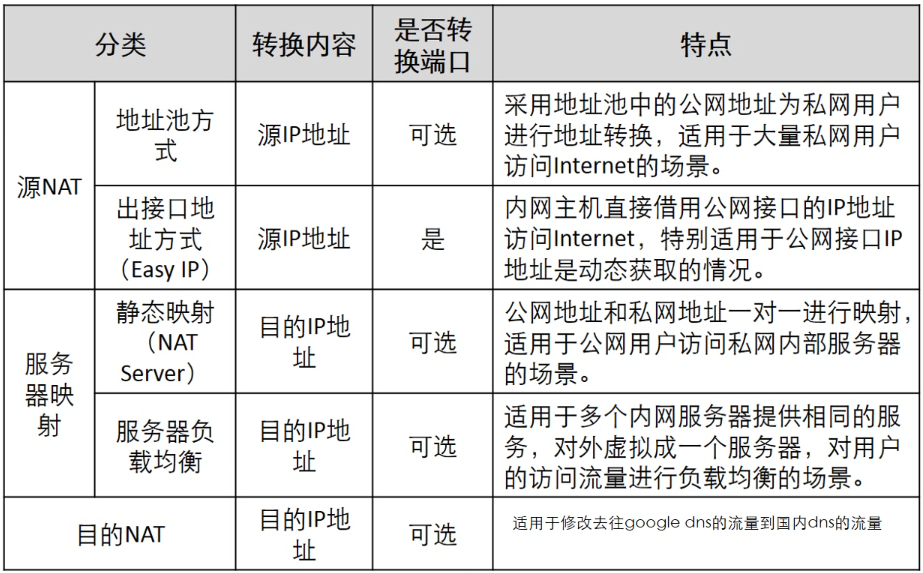 分类
转换内容
是否转
换端口
特点
源NAT
地址池方
式
源IP地址
可选
采用地址池中的公网地址为私网用户
进行地址转换，适用于大量私网用户
访问Internet的场景。
出接口地
址方式
（Easy IP）
源IP地址
是
内网主机直接借用公网接口的IP地址
访问Internet，特别适用于公网接口IP
地址是动态获取的情况。
服务
器映
射
静态映射
（NAT
Server）
目的IP地
址
可选
公网地址和私网地址一对一进行映射，
适用于公网用户访问私网内部服务器
的场景。
服务器负
载均衡
目的IP地
址
可选
适用于多个内网服务器提供相同的服
务，对外虚拟成一个服务器，对用户
的访问流量进行负载均衡的场景。
目的NAT
目的IP地
址
可选
适用于修改去往google dns的流量到国内dns的流量